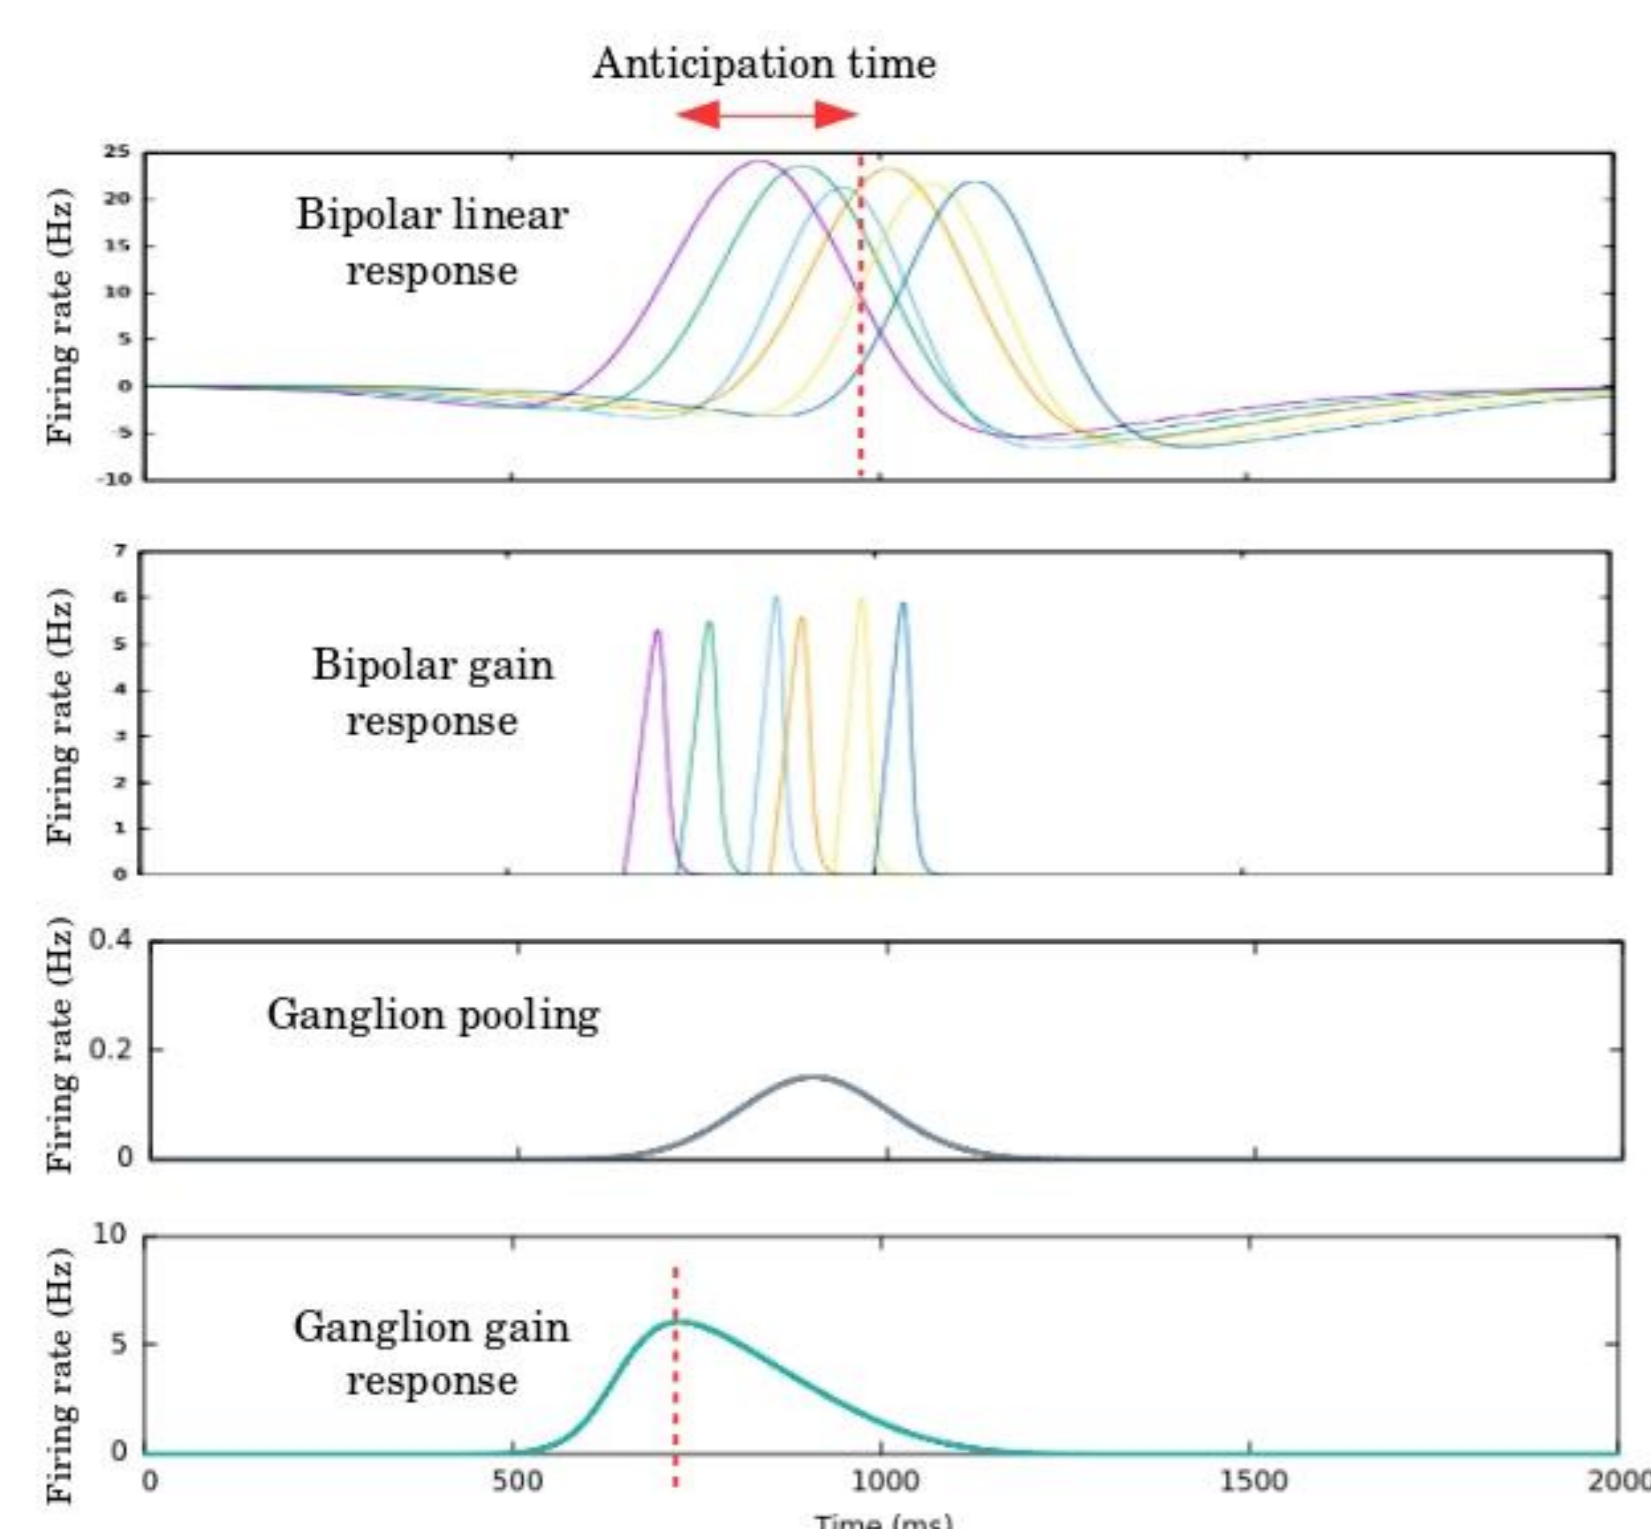 Anticipation time
Firing rate (Hz)
25
20
15
10
5
0
-5
-10
Bipolar linear
response
Firing rate (Hz)
7
6
5
4
3
2
1
0
Bipolar gain
response
Firing rate (Hz)
0.4
0.2
0
Ganglion pooling
Firing rate (Hz)
10
5
0
Ganglion gain
response
0 500 1000 1500 2000
Time (ms)